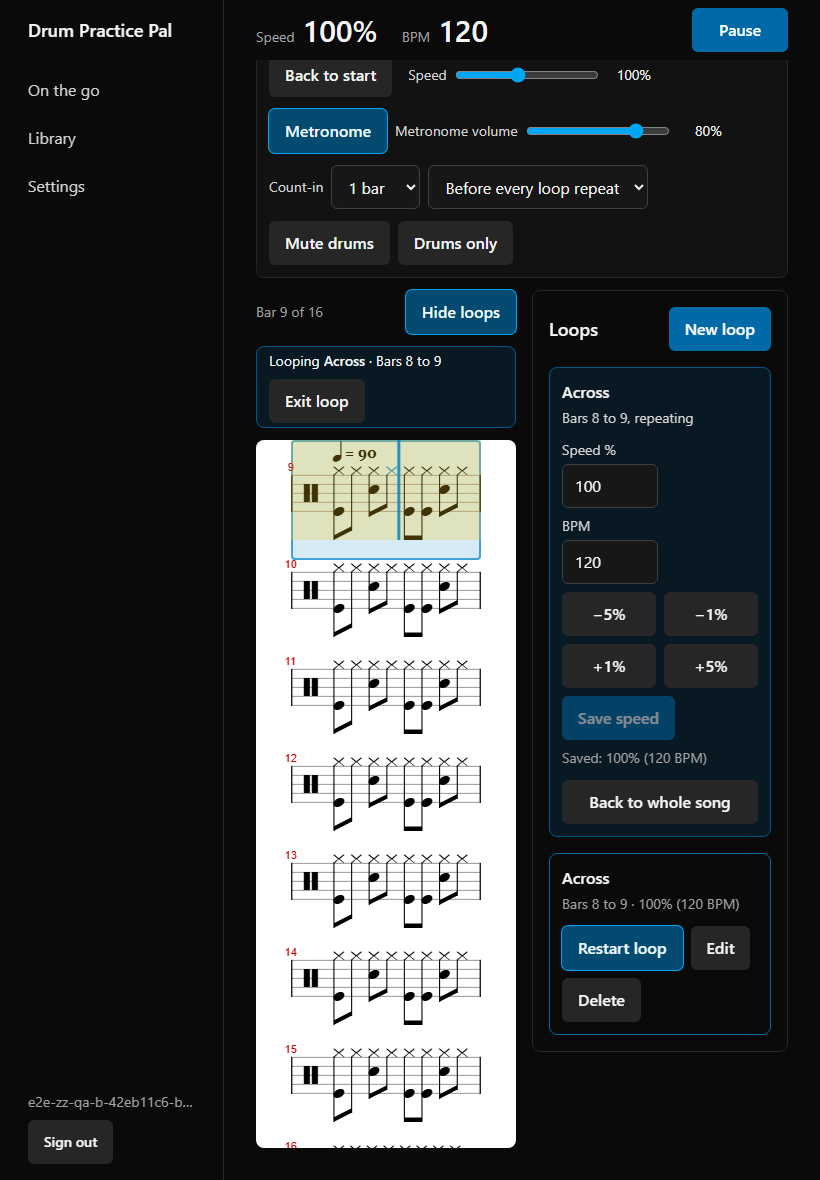 Drum Practice Pal
On the go
Library
Settings
e2e-zz-qa-b-42eb11c6-b...
Sign out
Speed 100% BPM 120
Pause
Back to start Speed 100%
Metronome Metronome volume 80%
Count-in 1 bar Before every loop repeat
Mute drums Drums only
Bar 9 of 16
Hide loops
Looping Across · Bars 8 to 9
Exit loop
= 90
9
10
11
12
13
14
15
16
Loops
New loop
Across
Bars 8 to 9, repeating
Speed %
100
BPM
120
−5% −1%
+1% +5%
Save speed
Saved: 100% (120 BPM)
Back to whole song
Across
Bars 8 to 9 · 100% (120 BPM)
Restart loop Edit
Delete